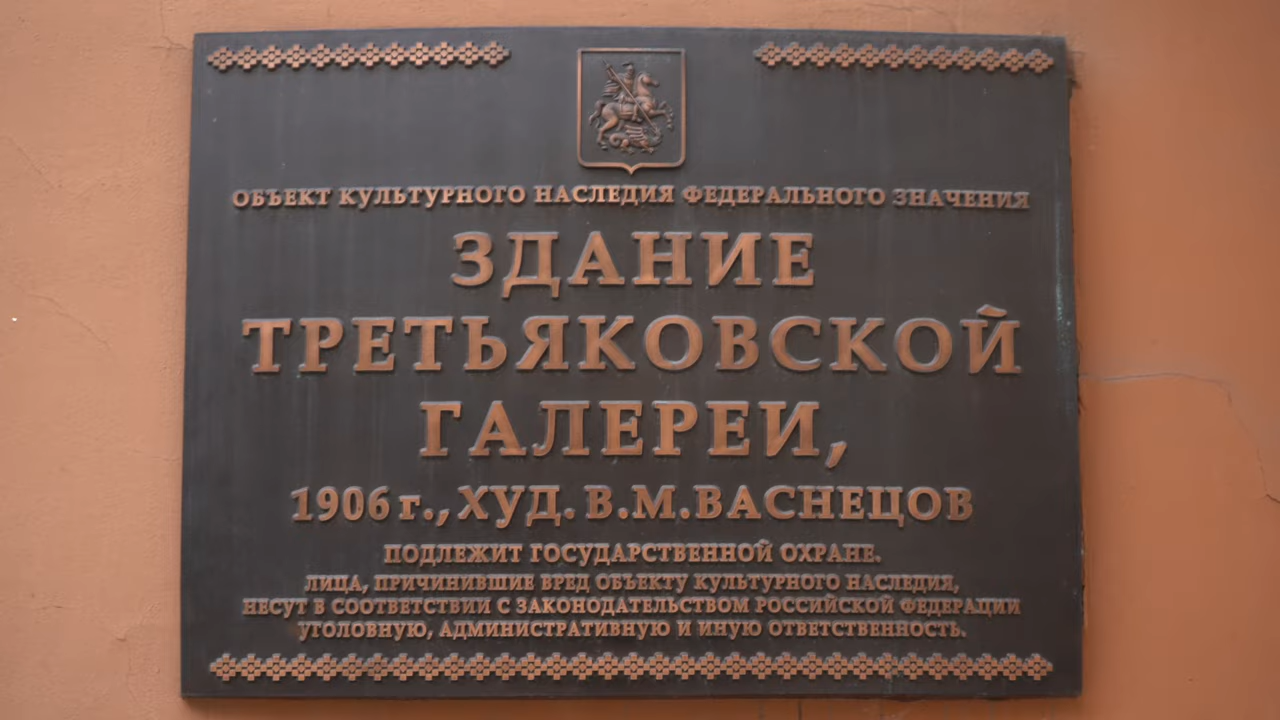 ОБЪЕКТ КУЛЬТУРНОГО НАСЛЕДИЯ ФЕДЕРАЛЬНОГО ЗНАЧЕНИЯ
ЗДАНИЕ
ТРЕТЬЯКОВСКОЙ
ГАЛЕРЕИ,
1906 г., ХУД. В.М.ВАСНЕЦОВ
ПОДЛЕЖИТ ГОСУДАРСТВЕННОЙ ОХРАНЕ.
ЛИЦА, ПРИЧИНИВШИЕ ВРЕД ОБЪЕКТУ КУЛЬТУРНОГО НАСЛЕДИЯ,
НЕСУТ В СООТВЕТСТВИИ С ЗАКОНОДАТЕЛЬСТВОМ РОССИЙСКОЙ ФЕДЕРАЦИИ
УГОЛОВНУЮ, АДМИНИСТРАТИВНУЮ И ИНУЮ ОТВЕТСТВЕННОСТЬ.